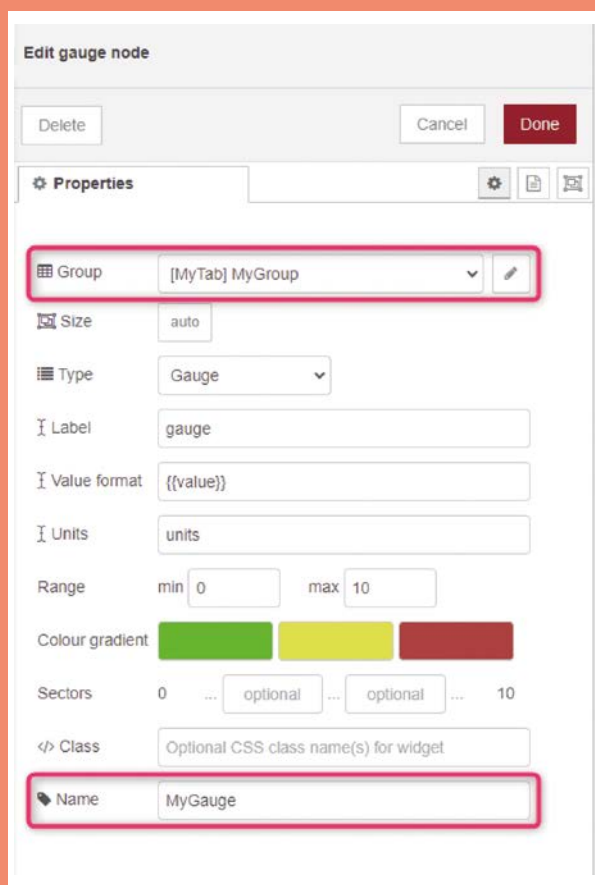 Edit gauge node
Delete Cancel Done
Properties
Group [MyTab] MyGroup
Size auto
Type Gauge
Label gauge
Value format {{value}}
Units units
Range min 0 max 10
Colour gradient
Sectors 0 ... optional ... optional ... 10
</> Class Optional CSS class name(s) for widget
Name MyGauge